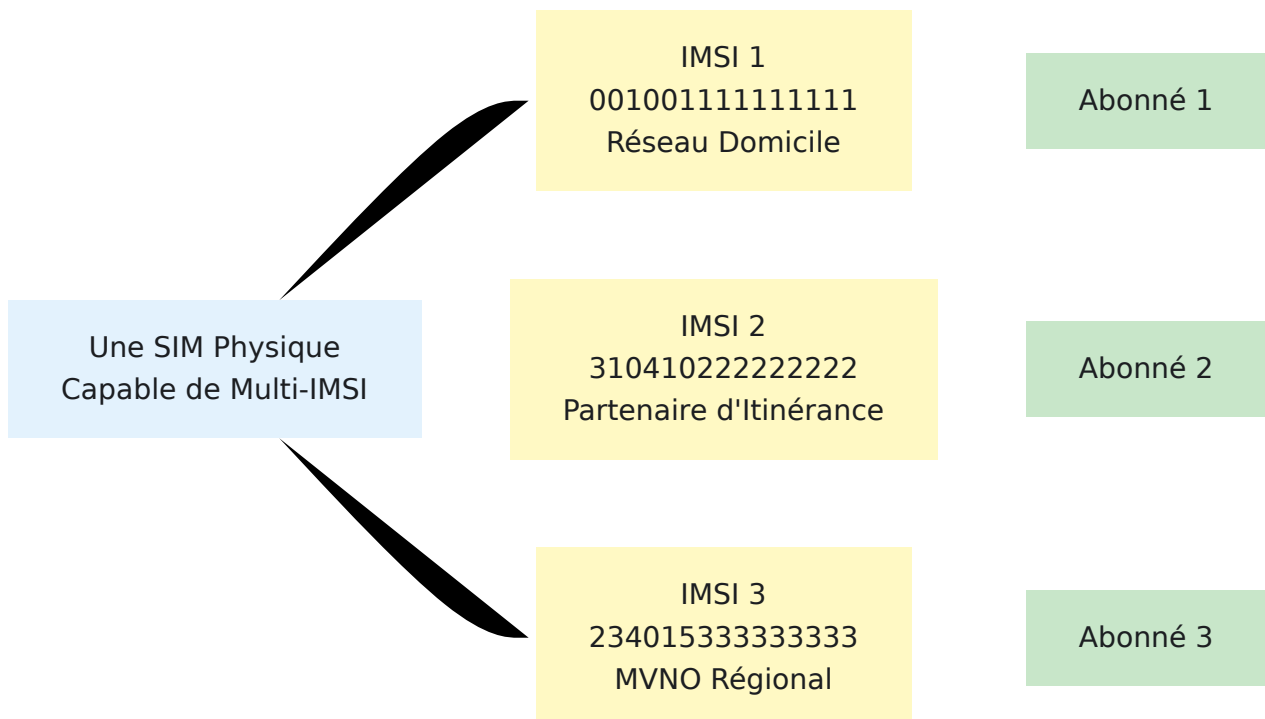 IMSI 1
001001111111111
Réseau Domicile
Abonné 1
Une SIM Physique
Capable de Multi-IMSI
IMSI 2
310410222222222
Partenaire d'Itinérance
Abonné 2
IMSI 3
234015333333333
MVNO Régional
Abonné 3